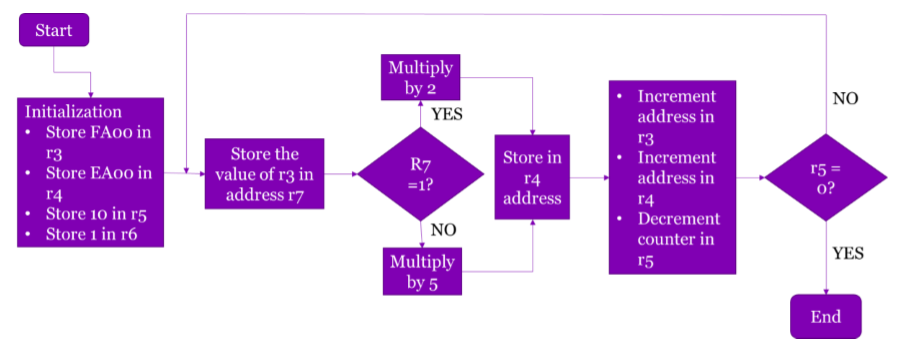 Start
Initialization
• Store FA00 in
r3
• Store EA00 in
r4
• Store 10 in r5
• Store 1 in r6
Store the
value of r3 in
address r7
R7
=1?
YES
Multiply
by 2
NO
Multiply
by 5
Store in
r4
address
• Increment
address in
r3
• Increment
address in
r4
• Decrement
counter in
r5
r5 =
0?
NO
YES
End